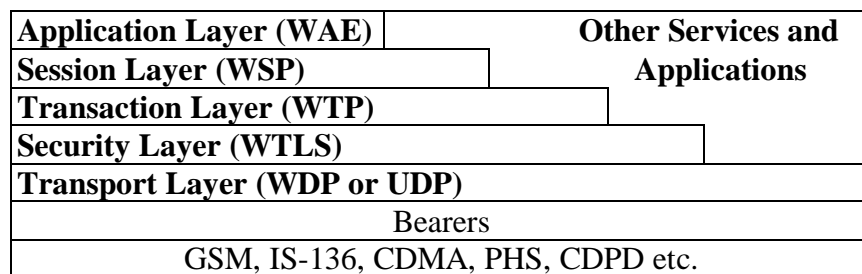 Application Layer (WAE)
Other Services and
Session Layer (WSP)
Applications
Transaction Layer (WTP)
Security Layer (WTLS)
Transport Layer (WDP or UDP)
Bearers
GSM, IS-136, CDMA, PHS, CDPD etc.